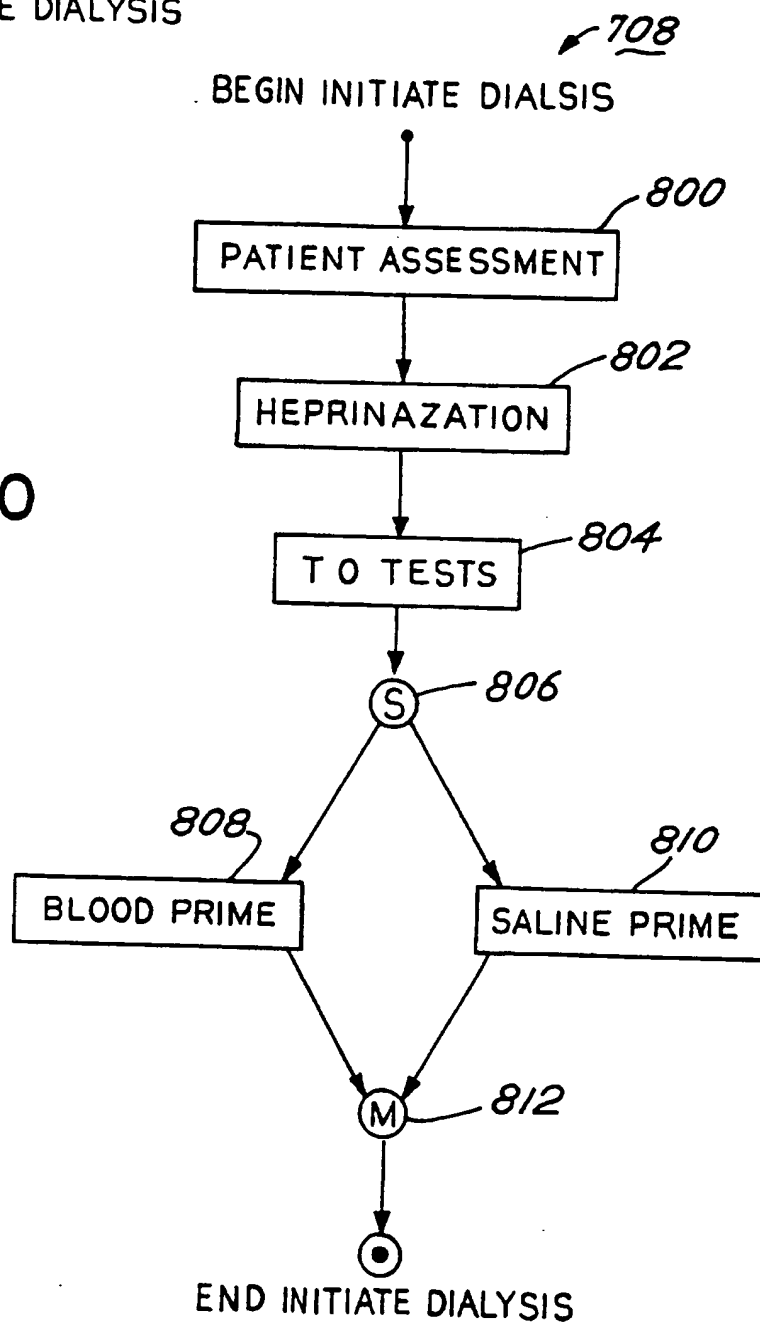 E DIALYSIS
708
BEGIN INITIATE DIALSIS
800
PATIENT ASSESSMENT
802
HEPRINAZATION
O
804
T O TESTS
806
S
808
810
BLOOD PRIME
SALINE PRIME
812
M
END INITIATE DIALYSIS